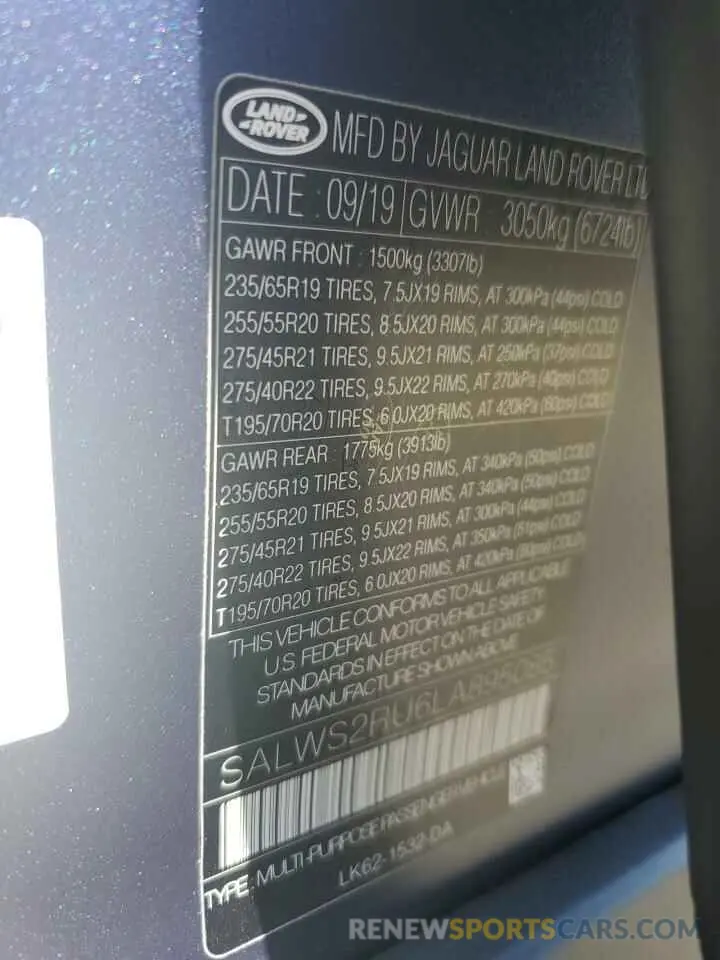 LAND ROVER
MFD BY JAGUAR LAND ROVER LTD
DATE : 09/19 GVWR 3050kg (6724lb)
GAWR FRONT : 1500kg (3307lb)
235/65R19 TIRES, 7.5JX19 RIMS, AT 300kPa (44psi) COLD
255/55R20 TIRES, 8.5JX20 RIMS, AT 300kPa (44psi) COLD
275/45R21 TIRES, 9.5JX21 RIMS, AT 250kPa (37psi) COLD
275/40R22 TIRES, 9.5JX22 RIMS, AT 270kPa (40psi) COLD
T195/70R20 TIRES, 6.0JX20 RIMS, AT 420kPa (60psi) COLD
GAWR REAR : 1775kg (3913lb)
235/65R19 TIRES, 7.5JX19 RIMS, AT 340kPa (50psi) COLD
255/55R20 TIRES, 8.5JX20 RIMS, AT 340kPa (50psi) COLD
275/45R21 TIRES, 9.5JX21 RIMS, AT 300kPa (44psi) COLD
275/40R22 TIRES, 9.5JX22 RIMS, AT 350kPa (51psi) COLD
T195/70R20 TIRES, 6.0JX20 RIMS, AT 420kPa (60psi) COLD
THIS VEHICLE CONFORMS TO ALL APPLICABLE
U.S. FEDERAL MOTOR VEHICLE SAFETY
STANDARDS IN EFFECT ON THE DATE OF
MANUFACTURE SHOWN ABOVE
TYPE: MULTI-PURPOSE PASSENGER VEHICLE
LK62-1532-DA
RENEWSPORTSCARS.COM